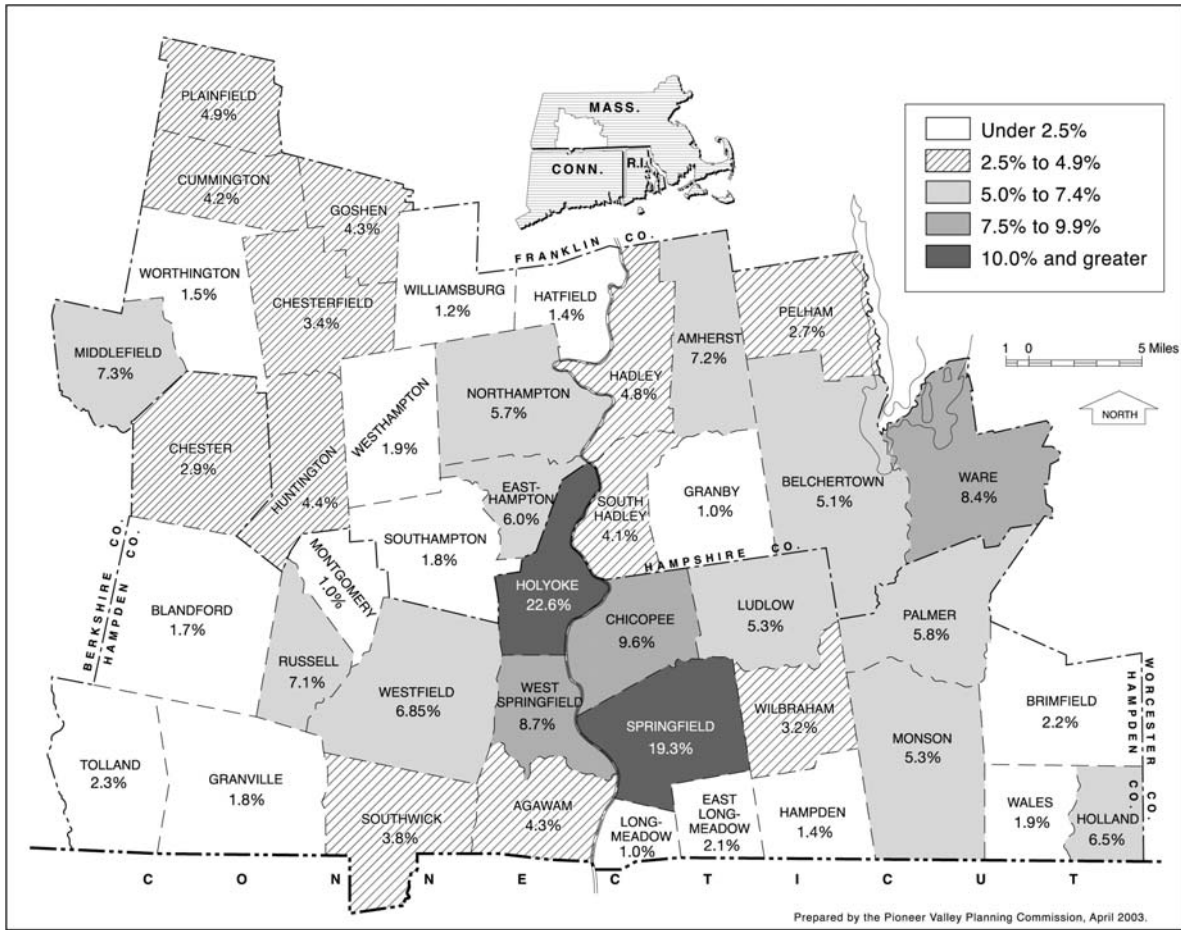 MASS.
CONN.
R.I.
Under 2.5%
2.5% to 4.9%
5.0% to 7.4%
7.5% to 9.9%
10.0% and greater
1 0 5 Miles
NORTH
PLAINFIELD
4.9%
CUMMINGTON
4.2%
GOSHEN
4.3%
WORTHINGTON
1.5%
CHESTERFIELD
3.4%
WILLIAMSBURG
1.2%
FRANKLIN CO.
HATFIELD
1.4%
MIDDLEFIELD
7.3%
NORTHAMPTON
5.7%
HADLEY
4.8%
AMHERST
7.2%
PELHAM
2.7%
CHESTER
2.9%
HUNTINGTON
4.4%
WESTHAMPTON
1.9%
EAST-
HAMPTON
6.0%
SOUTH
HADLEY
4.1%
GRANBY
1.0%
BELCHERTOWN
5.1%
WARE
8.4%
BERKSHIRE CO.
HAMPDEN CO.
BLANDFORD
1.7%
MONTGOMERY
1.0%
SOUTHAMPTON
1.8%
HOLYOKE
22.6%
HAMPSHIRE CO.
CHICOPEE
9.6%
LUDLOW
5.3%
PALMER
5.8%
RUSSELL
7.1%
WESTFIELD
6.85%
WEST
SPRINGFIELD
8.7%
SPRINGFIELD
19.3%
WILBRAHAM
3.2%
MONSON
5.3%
BRIMFIELD
2.2%
HAMPDEN CO.
WORCESTER CO.
TOLLAND
2.3%
GRANVILLE
1.8%
SOUTHWICK
3.8%
AGAWAM
4.3%
LONG-
MEADOW
1.0%
EAST
LONG-
MEADOW
2.1%
HAMPDEN
1.4%
WALES
1.9%
HOLLAND
6.5%
CONNECTICUT
Prepared by the Pioneer Valley Planning Commission, April 2003.